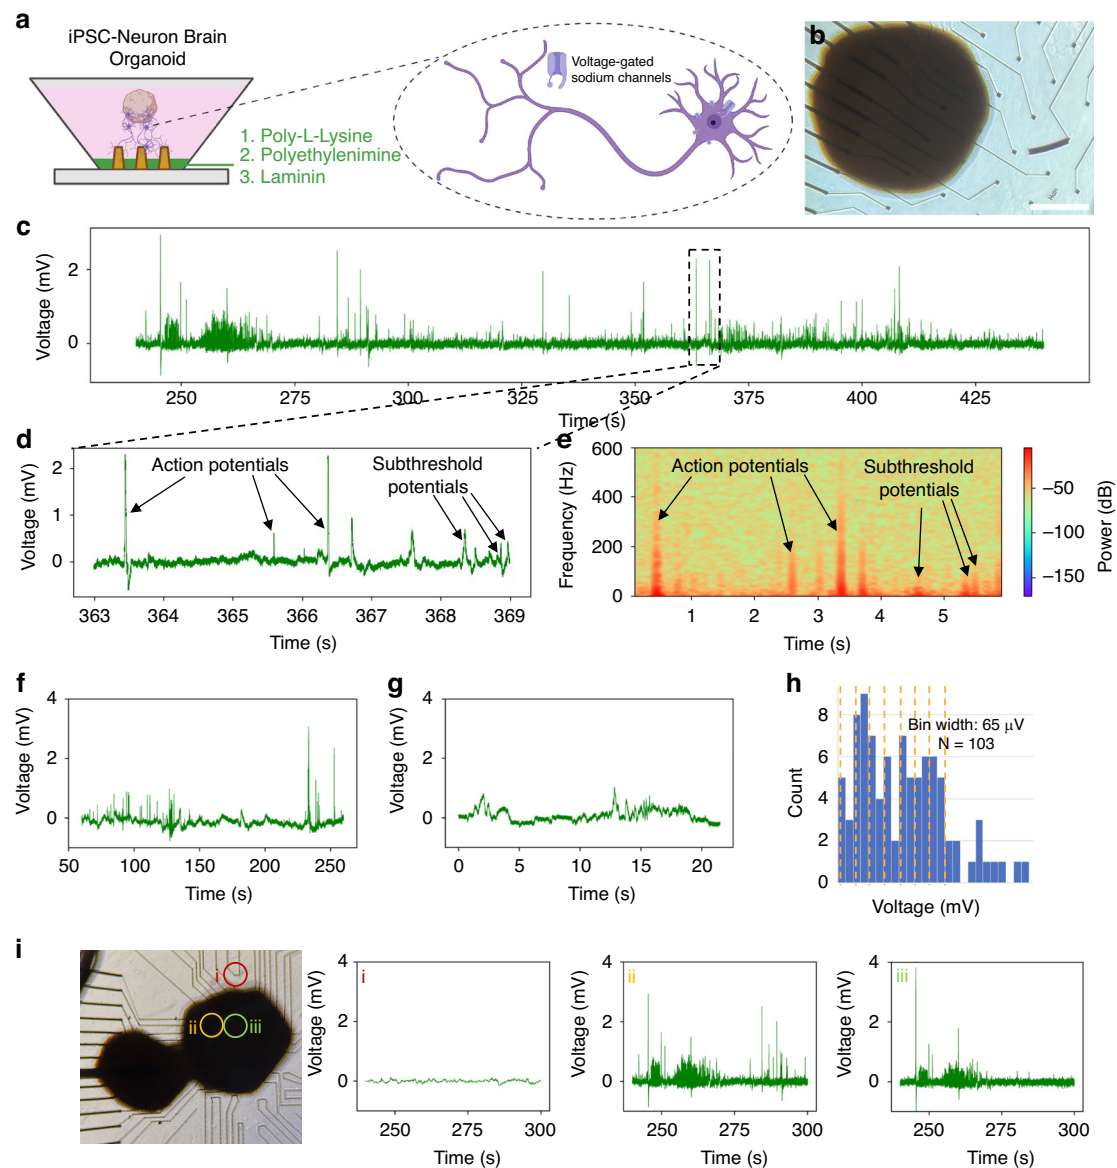 a
iPSC-Neuron Brain
Organoid
1. Poly-L-Lysine
2. Polyethylenimine
3. Laminin
Voltage-gated
sodium channels
b
c
Voltage (mV)
2
0
250
275
300
325
350
375
400
425
Time (s)
d
Voltage (mV)
2
1
0
Action potentials
Subthreshold
potentials
363
364
365
366
367
368
369
Time (s)
e
Frequency (Hz)
600
400
200
0
Action potentials
Subthreshold
potentials
1
2
3
4
5
Time (s)
−50
−100
−150
Power (dB)
f
Voltage (mV)
4
2
0
50
100
150
200
250
Time (s)
g
Voltage (mV)
4
2
0
0
5
10
15
20
Time (s)
h
Count
8
6
4
2
0
Bin width: 65 μV
N = 103
Voltage (mV)
i
i
ii
iii
Voltage (mV)
4
2
0
i
250
275
300
Time (s)
Voltage (mV)
4
2
0
ii
250
275
300
Time (s)
Voltage (mV)
4
2
0
iii
250
275
300
Time (s)